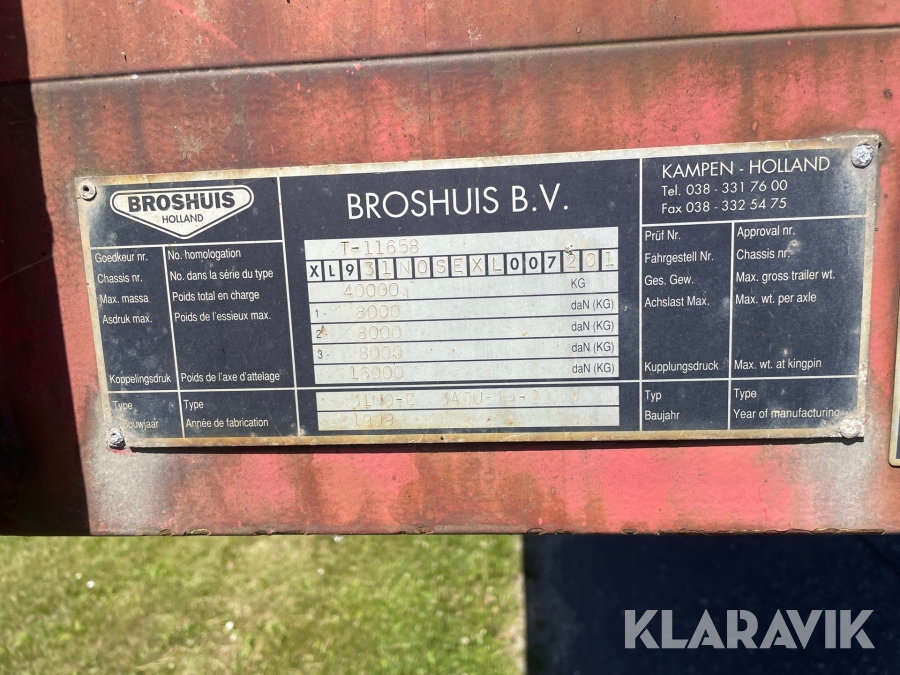 BROSHUIS
HOLLAND
BROSHUIS B.V.
KAMPEN - HOLLAND
Tel. 038 - 331 76 00
Fax 038 - 332 54 75
Goedkeur nr. No. homologation T-11658 Prüf Nr. Approval nr.
Chassis nr. No. dans la série du type XL931N0SEXL007201 Fahrgestell Nr. Chassis nr.
Max. massa Poids total en charge 40000 KG Ges. Gew. Max. gross trailer wt.
Asdruk max. Poids de l'essieux max. 1- 8000 daN (KG) Achslast Max. Max. wt. per axle
2- 8000 daN (KG)
3- 8000 daN (KG)
Koppelingsdruk Poids de l'axe d'attelage 16000 daN (KG) Kupplungsdruck Max. wt. at kingpin
Type Type Typ Type
Bouwjaar Année de fabrication 1999 Baujahr Year of manufacturing
KLARAVIK